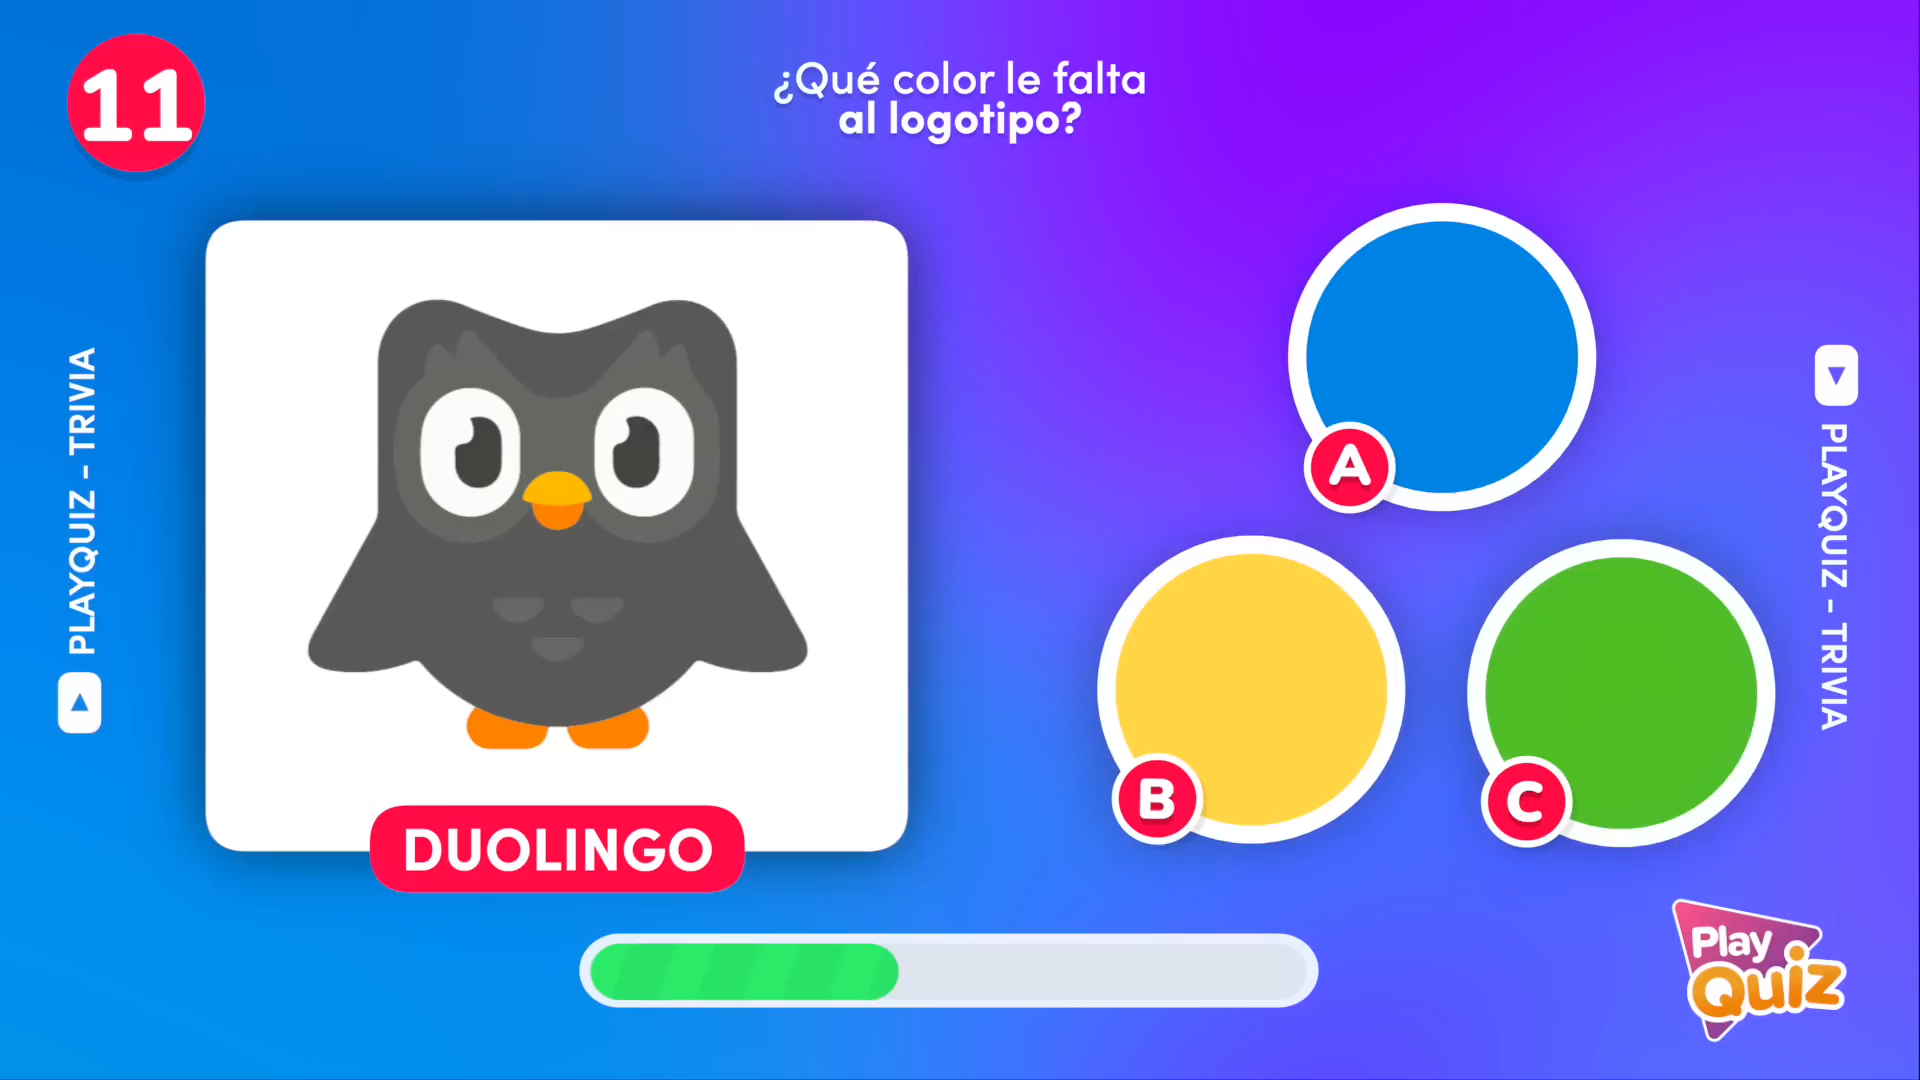 11
¿Qué color le falta
al logotipo?
PLAYQUIZ - TRIVIA
A
B
C
PLAYQUIZ - TRIVIA
DUOLINGO
Play
Quiz